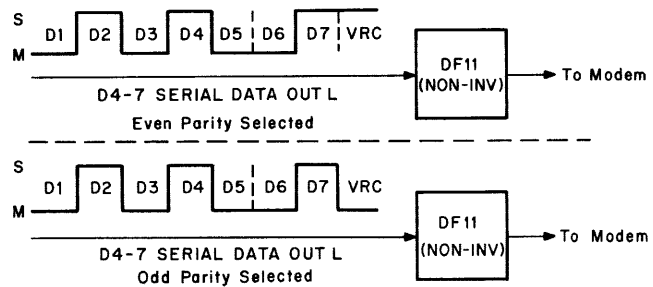 S
M
D1 D2 D3 D4 D5 D6 D7 VRC
DF11
(NON-INV)
To Modem
D4-7 SERIAL DATA OUT L
Even Parity Selected
S
M
D1 D2 D3 D4 D5 D6 D7 VRC
DF11
(NON-INV)
To Modem
D4-7 SERIAL DATA OUT L
Odd Parity Selected